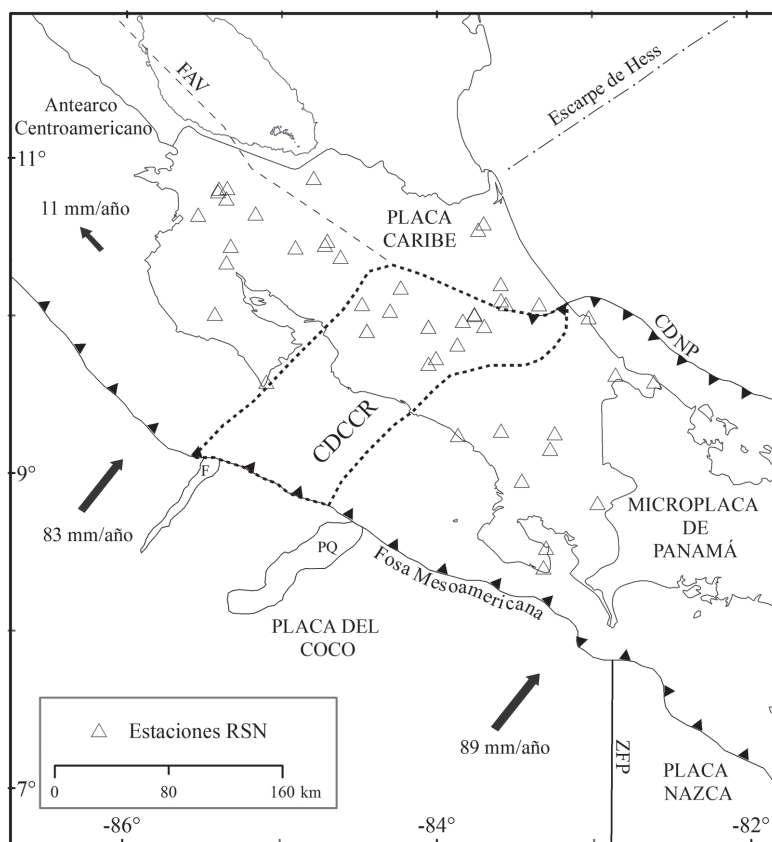 FAV
Escarpe de Hess
Antearco
Centroamericano
11°
11 mm/año
PLACA
CARIBE
CDNP
CDCCR
9°
F
83 mm/año
MICROPLACA
DE
PANAMÁ
PQ
Fosa Mesoamericana
PLACA DEL
COCO
Estaciones RSN
89 mm/año
ZFP
0
80
160 km
7°
PLACA
NAZCA
-86°
-84°
-82°